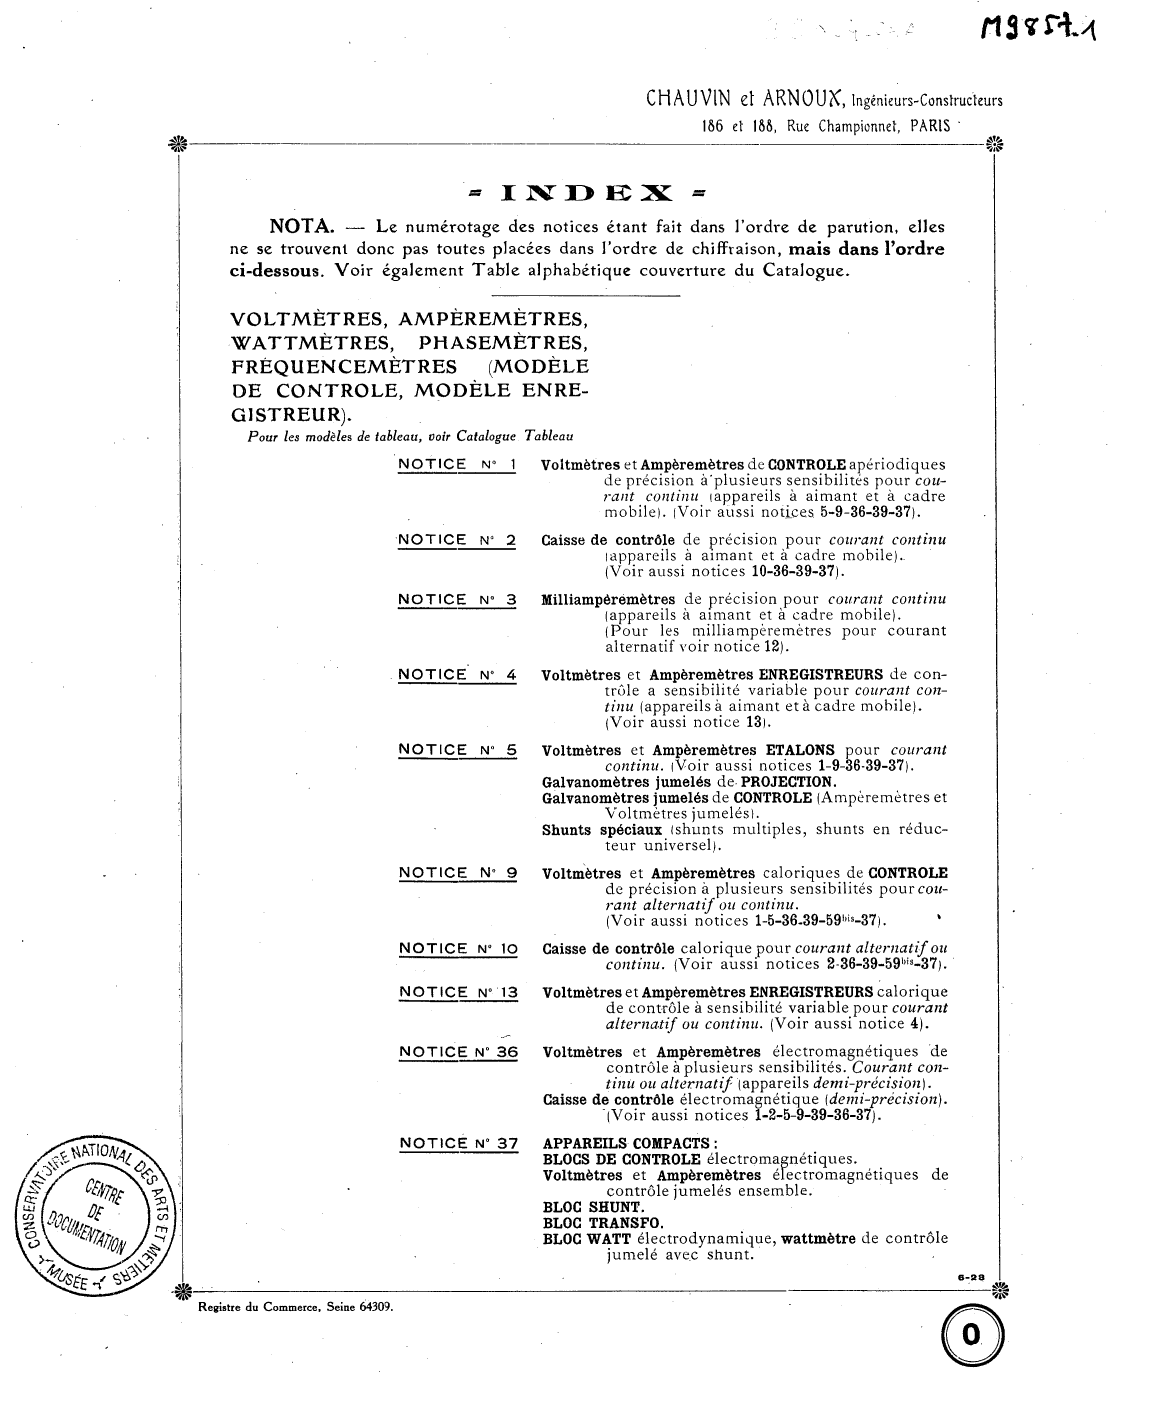 M9857.1
CHAUVIN et ARNOUX, Ingénieurs-Constructeurs
186 et 188, Rue Championnet, PARIS
= INDEX =
NOTA. — Le numérotage des notices étant fait dans l'ordre de parution, elles
ne se trouvent donc pas toutes placées dans l'ordre de chiffraison, mais dans l'ordre
ci-dessous. Voir également Table alphabétique couverture du Catalogue.
VOLTMÈTRES, AMPÈREMÈTRES,
WATTMÈTRES, PHASEMÈTRES,
FRÉQUENCEMÈTRES (MODÈLE
DE CONTROLE, MODÈLE ENRE-
GISTREUR).
Pour les modèles de tableau, voir Catalogue Tableau
NOTICE N° 1 Voltmètres et Ampèremètres de CONTROLE apériodiques
de précision à plusieurs sensibilités pour cou-
rant continu (appareils à aimant et à cadre
mobile). (Voir aussi notices 5-9-36-39-37).
NOTICE N° 2 Caisse de contrôle de précision pour courant continu
(appareils à aimant et à cadre mobile).
(Voir aussi notices 10-36-39-37).
NOTICE N° 3 Milliampèremètres de précision pour courant continu
(appareils à aimant et à cadre mobile).
(Pour les milliampèremètres pour courant
alternatif voir notice 12).
NOTICE N° 4 Voltmètres et Ampèremètres ENREGISTREURS de con-
trôle a sensibilité variable pour courant con-
tinu (appareils à aimant et à cadre mobile).
(Voir aussi notice 13).
NOTICE N° 5 Voltmètres et Ampèremètres ETALONS pour courant
continu. (Voir aussi notices 1-9-36-39-37).
Galvanomètres jumelés de PROJECTION.
Galvanomètres jumelés de CONTROLE (Ampèremètres et
Voltmètres jumelés).
Shunts spéciaux (shunts multiples, shunts en réduc-
teur universel).
NOTICE N° 9 Voltmètres et Ampèremètres caloriques de CONTROLE
de précision à plusieurs sensibilités pour cou-
rant alternatif ou continu.
(Voir aussi notices 1-5-36-39-59bis-37).
NOTICE N° 10 Caisse de contrôle calorique pour courant alternatif ou
continu. (Voir aussi notices 2-36-39-59bis-37).
NOTICE N° 13 Voltmètres et Ampèremètres ENREGISTREURS calorique
de contrôle à sensibilité variable pour courant
alternatif ou continu. (Voir aussi notice 4).
NOTICE N° 36 Voltmètres et Ampèremètres électromagnétiques de
contrôle à plusieurs sensibilités. Courant con-
tinu ou alternatif (appareils demi-précision).
Caisse de contrôle électromagnétique (demi-précision).
(Voir aussi notices 1-2-5-9-39-36-37).
NOTICE N° 37 APPAREILS COMPACTS :
BLOCS DE CONTROLE électromagnétiques.
Voltmètres et Ampèremètres électromagnétiques de
contrôle jumelés ensemble.
BLOC SHUNT.
BLOC TRANSFO.
BLOC WATT électrodynamique, wattmètre de contrôle
jumelé avec shunt.
6-28
CONSERVATOIRE NATIONAL DES ARTS ET METIERS
MUSÉE
CENTRE
DE
DOCUMENTATION
Registre du Commerce, Seine 64309.
0